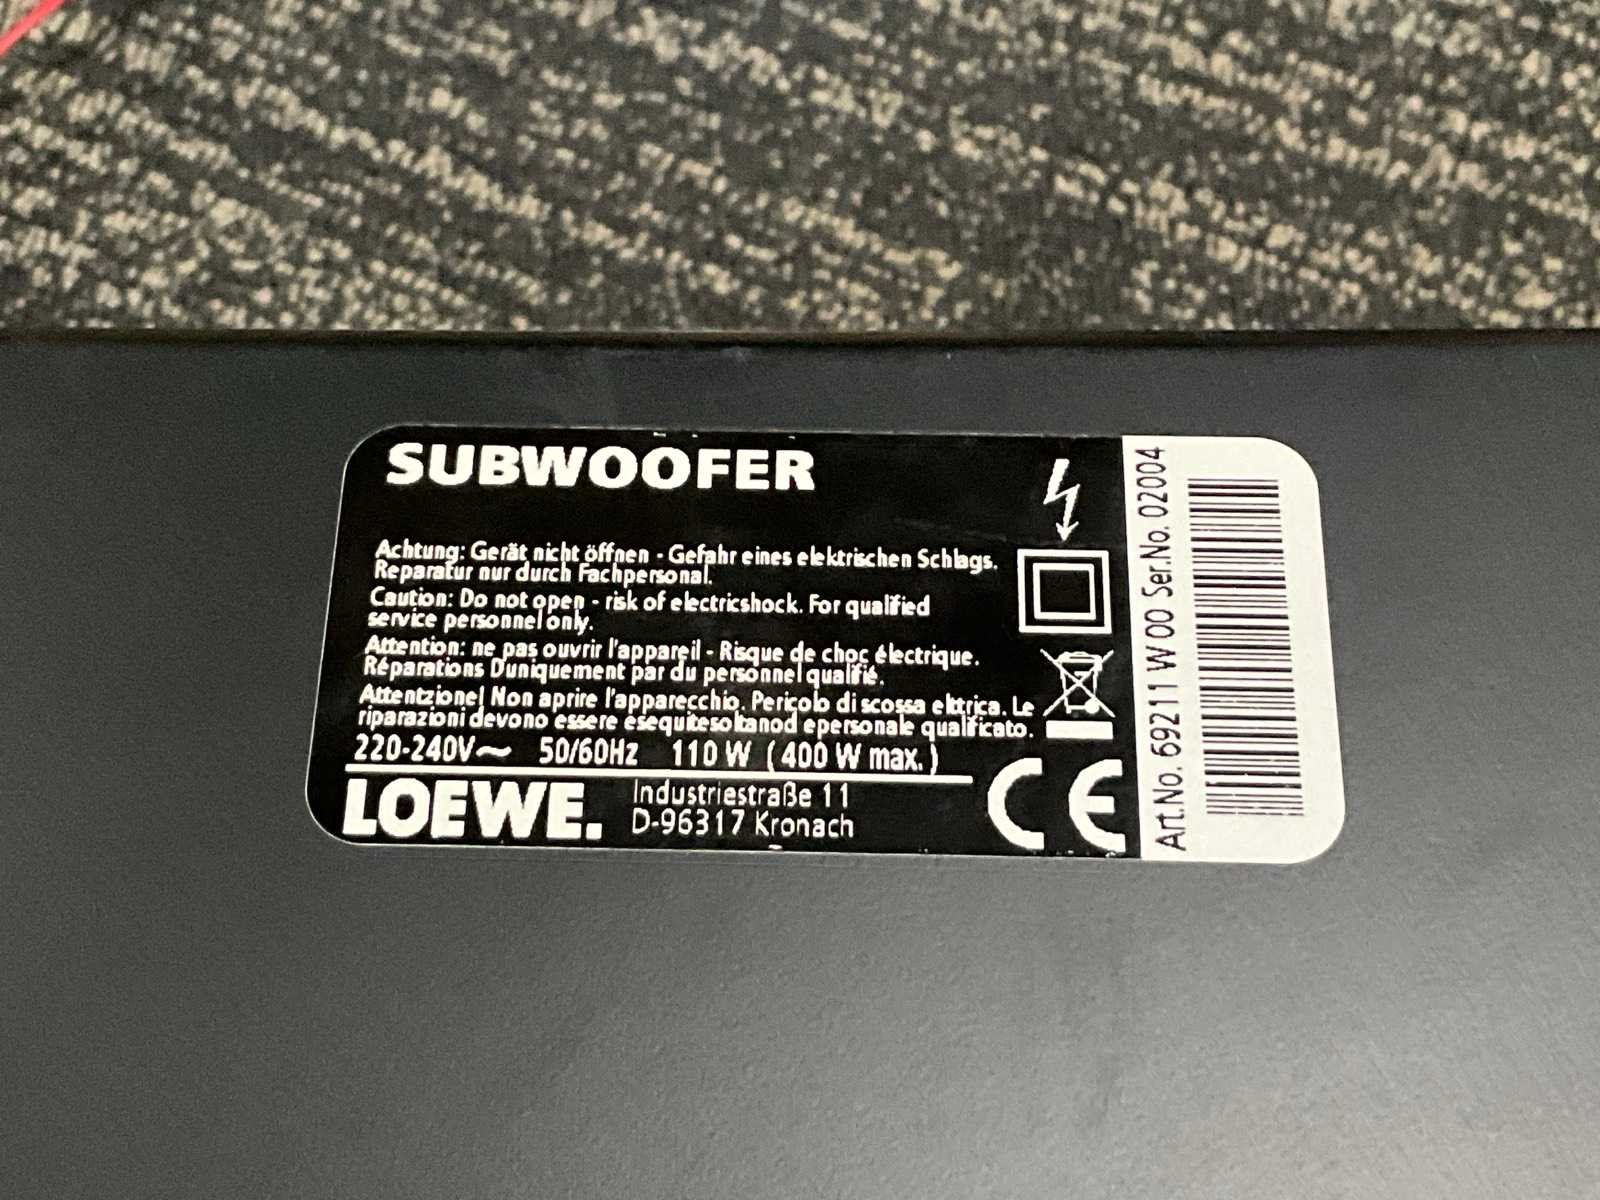 SUBWOOFER
Achtung: Gerät nicht öffnen - Gefahr eines elektrischen Schlags.
Reparatur nur durch Fachpersonal.
Caution: Do not open - risk of electricshock. For qualified
service personnel only.
Attention: ne pas ouvrir l'appareil - Risque de choc électrique.
Réparations Duniquement par du personnel qualifié.
Attentzione! Non aprire l'apparecchio. Pericolo di scossa elttrica. Le
riparazioni devono essere esequitesoltanod epersonale qualificato.
220-240V~ 50/60Hz 110 W (400 W max.)
LOEWE.
Industriestraße 11
D-96317 Kronach
CE
Art.No. 69211 W 00 Ser.No. 02004